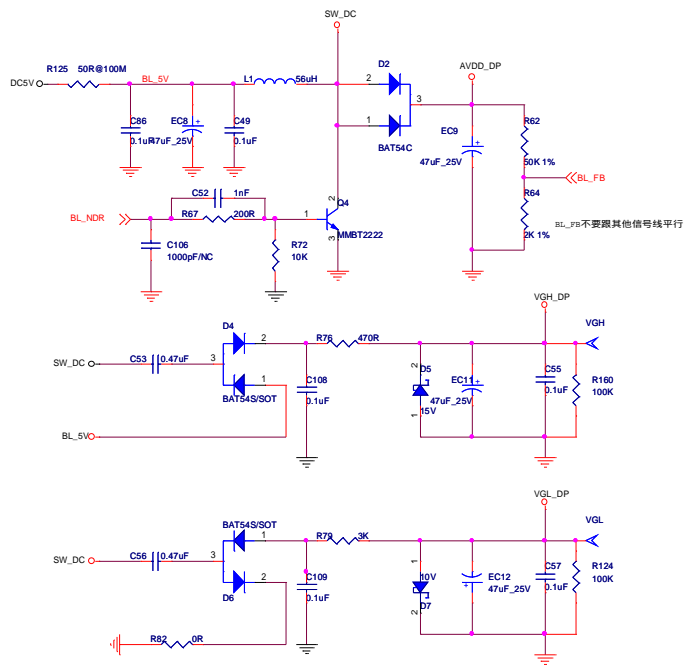 SW_DC
R125 50R@100M
DC5V
BL_5V
L1
56uH
D2
2
1
3
BAT54C
AVDD_DP
C86
0.1uF
EC8
47uF_25V
C49
0.1uF
EC9
47uF_25V
R62
50K 1%
BL_FB
R64
2K 1%
BL_FB不要跟其他信号线平行
C52
1nF
BL_NDR
R67
200R
1
2
Q4
3
MMBT2222
C106
1000pF/NC
R72
10K
VGH_DP
D4
2
R76
470R
VGH
SW_DC
C53
0.47uF
3
1
BAT54S/SOT
C108
0.1uF
2
D5
1
15V
EC11
47uF_25V
C55
0.1uF
R160
100K
BL_5V
VGL_DP
BAT54S/SOT
1
R79
3K
VGL
SW_DC
C56
0.47uF
3
2
D6
C109
0.1uF
1
10V
D7
2
EC12
47uF_25V
C57
0.1uF
R124
100K
R82
0R